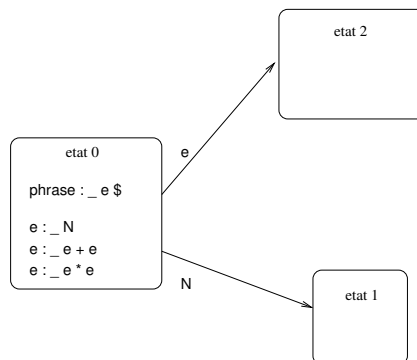 etat 2
e
etat 0
phrase : _ e $
e : _ N
e : _ e + e
e : _ e * e
N
etat 1